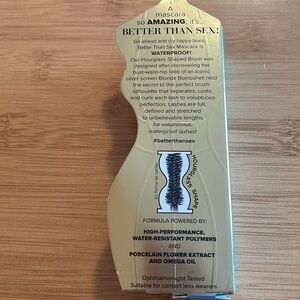 A
mascara
so AMAZING, it's...
BETTER THAN SEX!
Go ahead and cry happy tears,
Better Than Sex Mascara is
WATERPROOF!
Our Hourglass-Shaped Brush
was designed after discovering the
bust-waist-hip ratio of an iconic
silver screen Blonde Bombshell held
the secret to the perfect brush
silhouette that separates, coats
and curls each lash to voluptuous
perfection. Lashes are full,
defined and stretched
to unbelievable lengths
for voluminous,
waterproof lashes!
#betterthansex
HOURGLASS SHAPE
FORMULA POWERED BY:
HIGH-PERFORMANCE,
WATER-RESISTANT POLYMERS
AND
PORCELAIN FLOWER EXTRACT
AND OMEGA OIL
Ophthalmologist Tested
Suitable for contact lens wearers